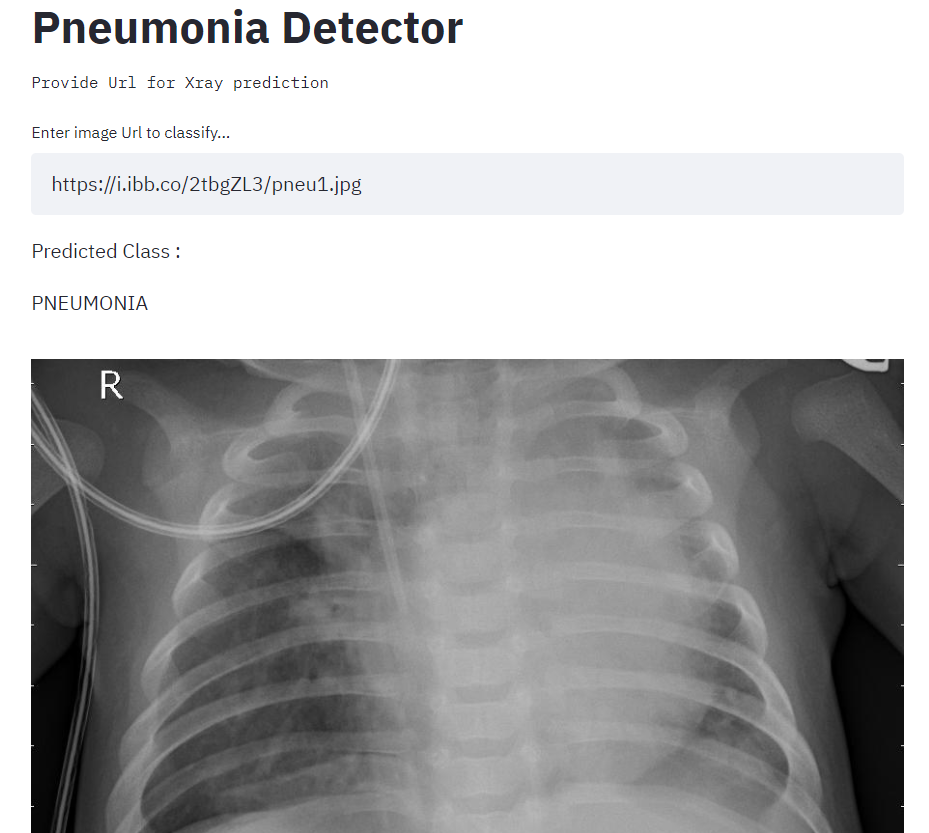 Pneumonia Detector
Provide Url for Xray prediction
Enter image Url to classify...
https://i.ibb.co/2tbgZL3/pneu1.jpg
Predicted Class :
PNEUMONIA
R